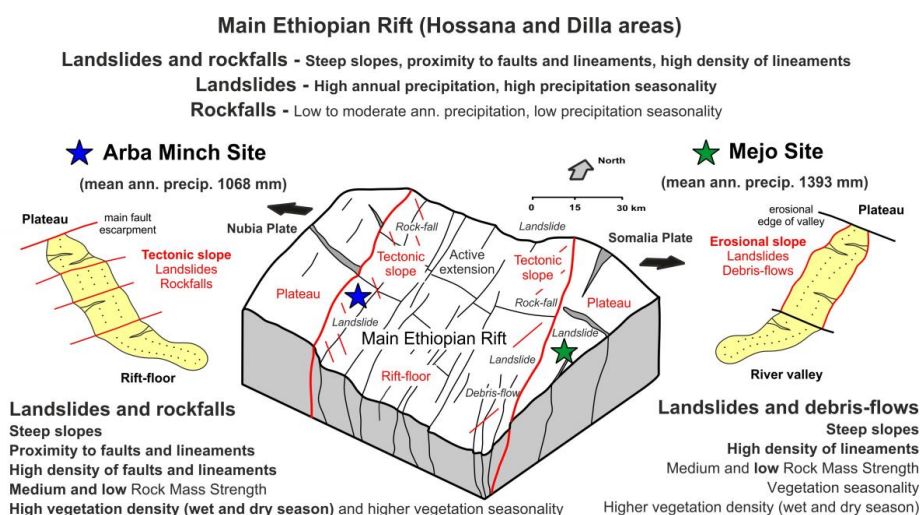 Main Ethiopian Rift (Hossana and Dilla areas)
Landslides and rockfalls - Steep slopes, proximity to faults and lineaments, high density of lineaments
Landslides - High annual precipitation, high precipitation seasonality
Rockfalls - Low to moderate ann. precipitation, low precipitation seasonality
Arba Minch Site
(mean ann. precip. 1068 mm)
Plateau
main fault
escarpment
Tectonic slope
Landslides
Rockfalls
Rift-floor
North
0 15 30 km
Nubia Plate
Somalia Plate
Rock-fall
Landslide
Tectonic
slope
Active
extension
Tectonic
slope
Plateau
Rock-fall
Plateau
Landslide
Landslide
Main Ethiopian Rift
Landslide
Rift-floor
Debris-flow
Mejo Site
(mean ann. precip. 1393 mm)
erosional
edge of valley
Plateau
Erosional slope
Landslides
Debris-flows
River valley
Landslides and rockfalls
Steep slopes
Proximity to faults and lineaments
High density of faults and lineaments
Medium and low Rock Mass Strength
High vegetation density (wet and dry season) and higher vegetation seasonality
Landslides and debris-flows
Steep slopes
High density of lineaments
Medium and low Rock Mass Strength
Vegetation seasonality
Higher vegetation density (wet and dry season)